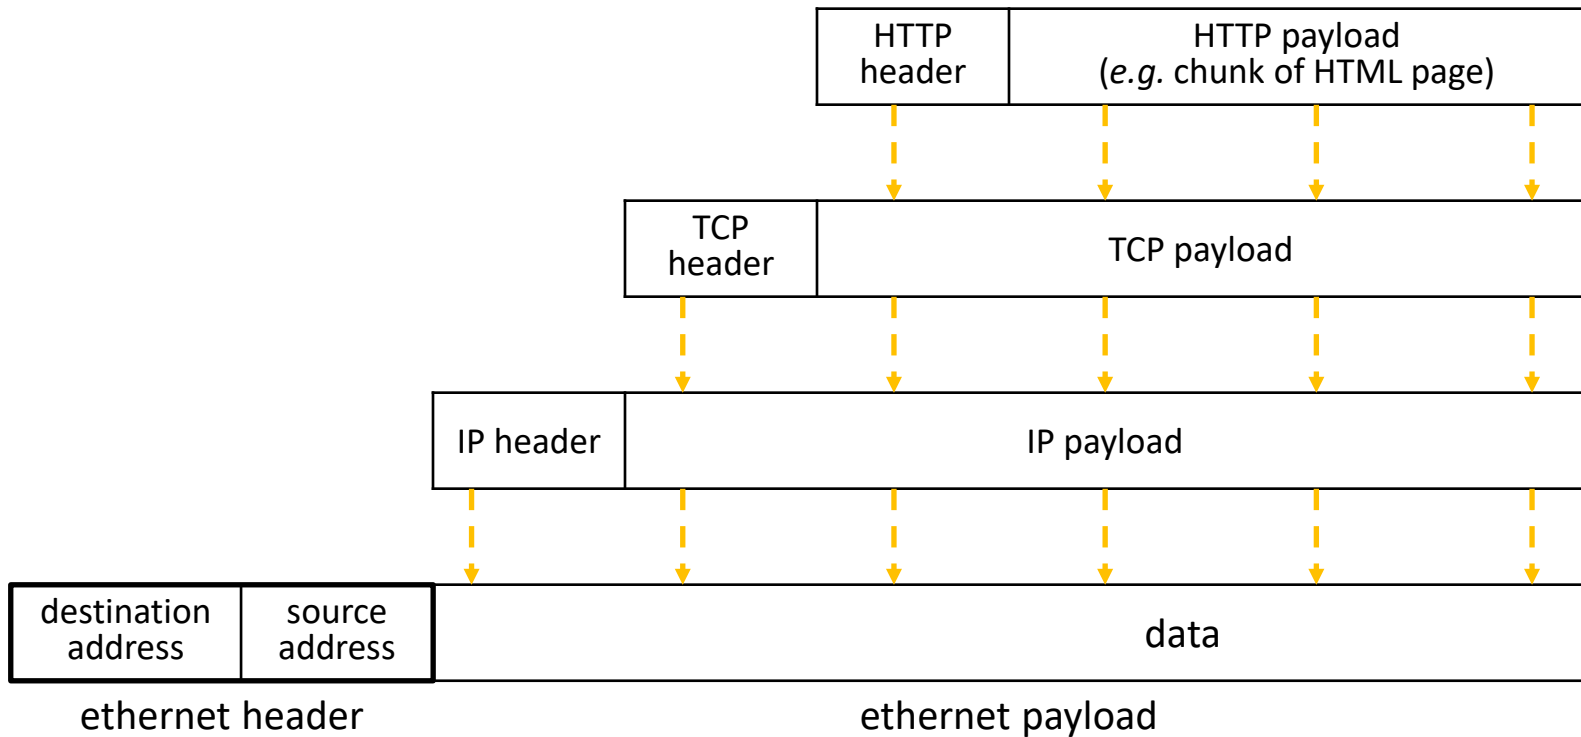 HTTP
header
HTTP payload
(e.g. chunk of HTML page)
TCP
header
TCP payload
IP header
IP payload
destination
address
source
address
data
ethernet header
ethernet payload